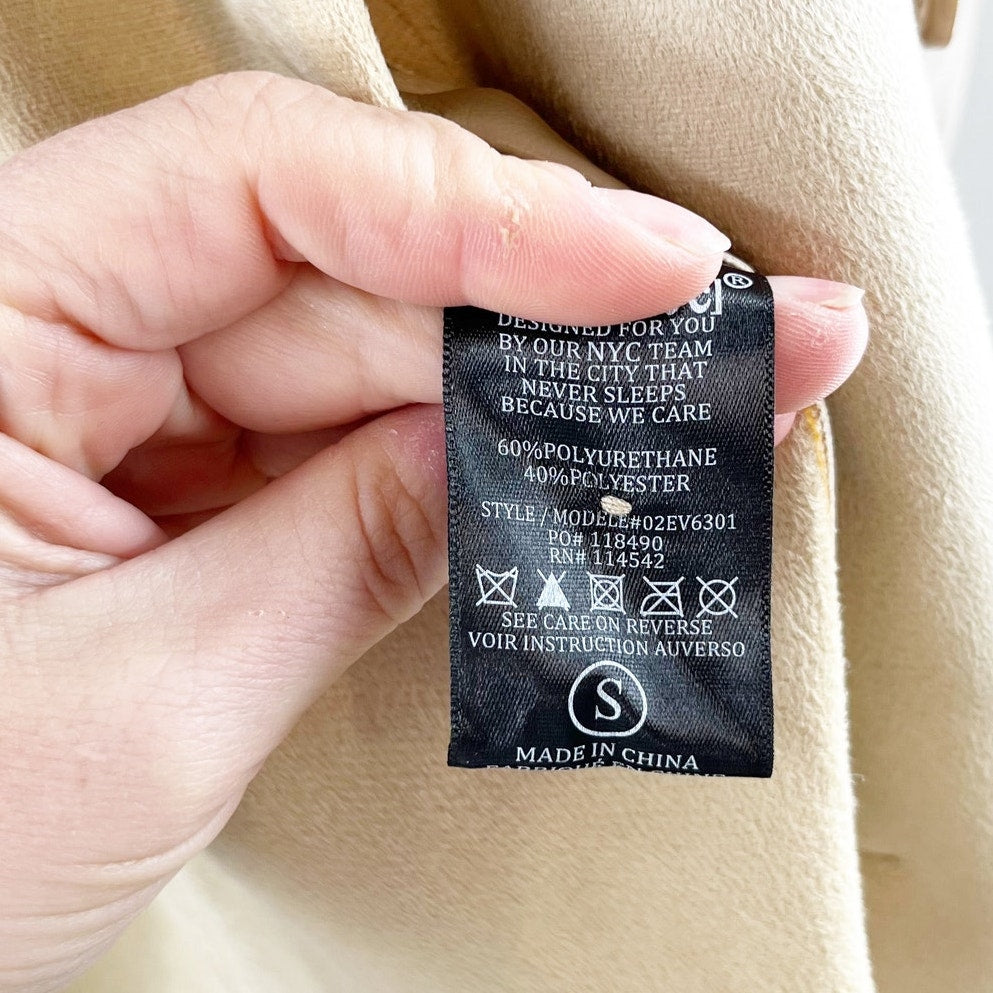 ®
DESIGNED FOR YOU
BY OUR NYC TEAM
IN THE CITY THAT
NEVER SLEEPS
BECAUSE WE CARE
60%POLYURETHANE
40%POLYESTER
STYLE / MODELE#02EV6301
PO# 118490
RN# 114542
SEE CARE ON REVERSE
VOIR INSTRUCTION AUVERSO
S
MADE IN CHINA